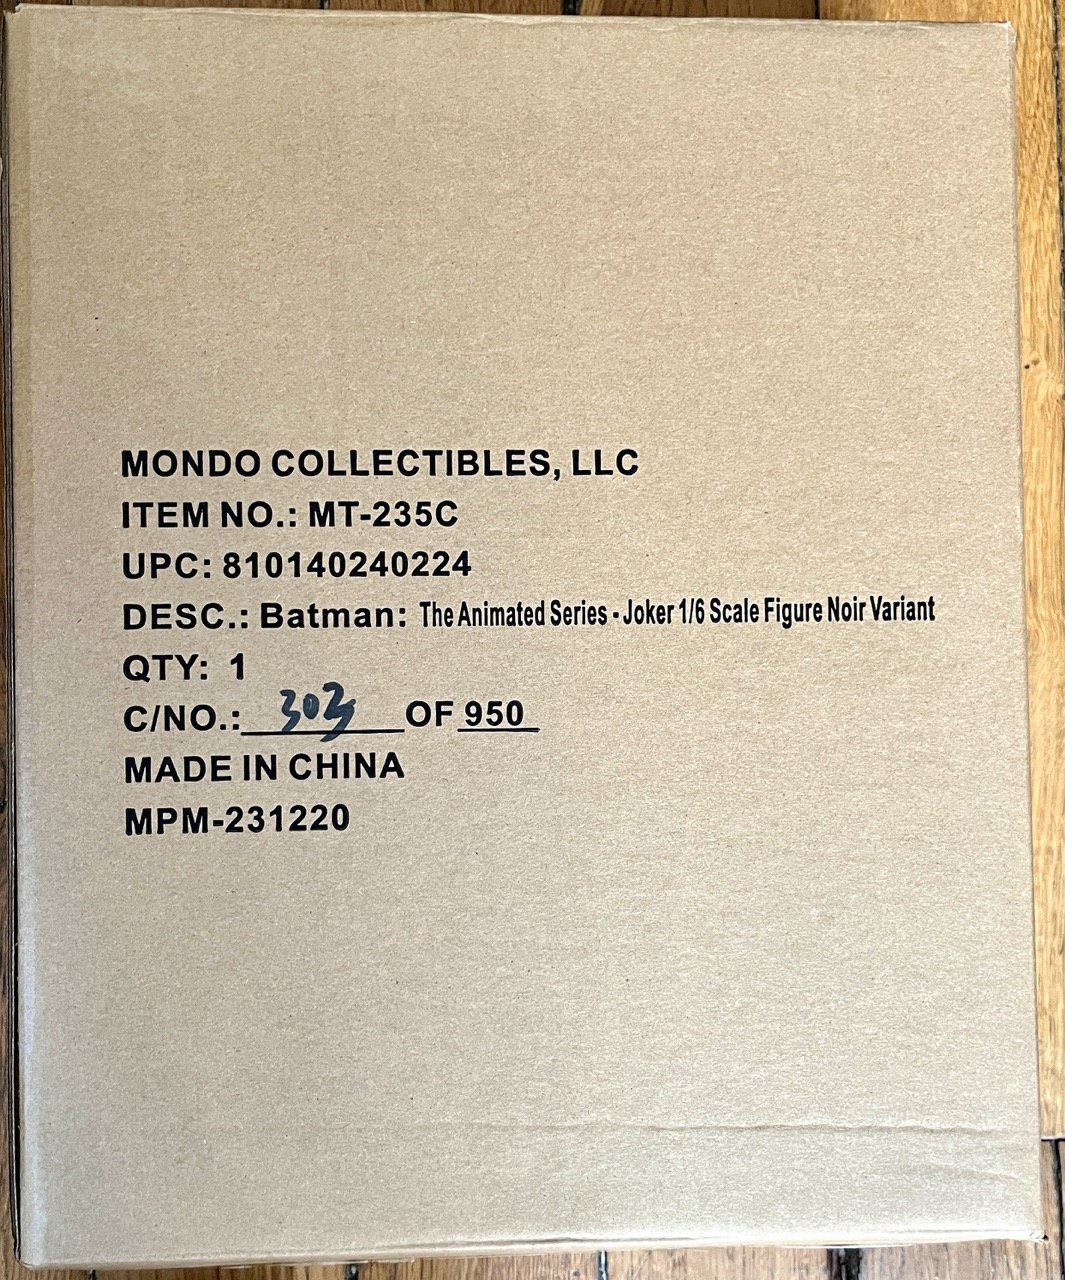 MONDO COLLECTIBLES, LLC
ITEM NO.: MT-235C
UPC: 810140240224
DESC.: Batman: The Animated Series - Joker 1/6 Scale Figure Noir Variant
QTY: 1
C/NO.: 303 OF 950
MADE IN CHINA
MPM-231220